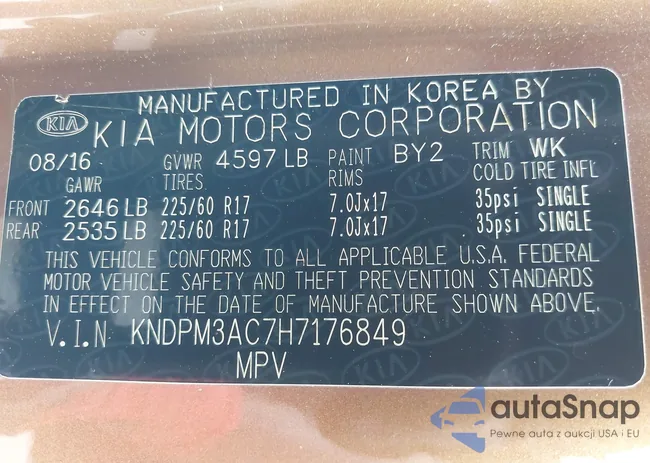 MANUFACTURED IN KOREA BY
KIA KIA MOTORS CORPORATION
08/16 GVWR 4597 LB PAINT BY2 TRIM WK
GAWR TIRES RIMS COLD TIRE INFL
FRONT 2646 LB 225/60 R17 7.0Jx17 35psi SINGLE
REAR 2535 LB 225/60 R17 7.0Jx17 35psi SINGLE
THIS VEHICLE CONFORMS TO ALL APPLICABLE U.S.A. FEDERAL
MOTOR VEHICLE SAFETY AND THEFT PREVENTION STANDARDS
IN EFFECT ON THE DATE OF MANUFACTURE SHOWN ABOVE.
V.I.N KNDPM3AC7H7176849
MPV
autaSnap
Pewne auta z aukcji USA i EU